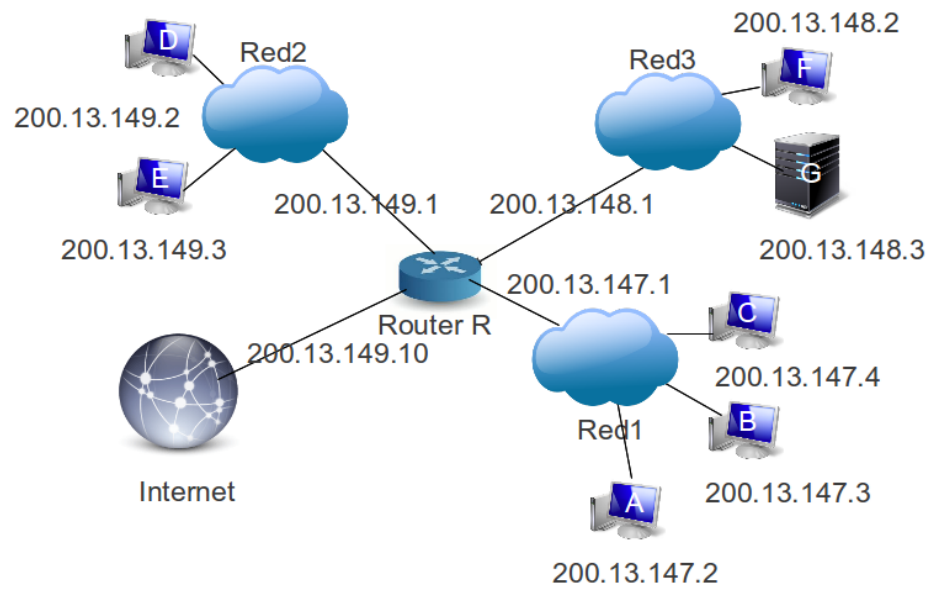 200.13.148.2
D
Red2
Red3
F
200.13.149.2
E
G
200.13.149.1
200.13.148.1
200.13.149.3
200.13.148.3
200.13.147.1
C
Router R
200.13.149.10
200.13.147.4
B
Red1
Internet
200.13.147.3
A
200.13.147.2